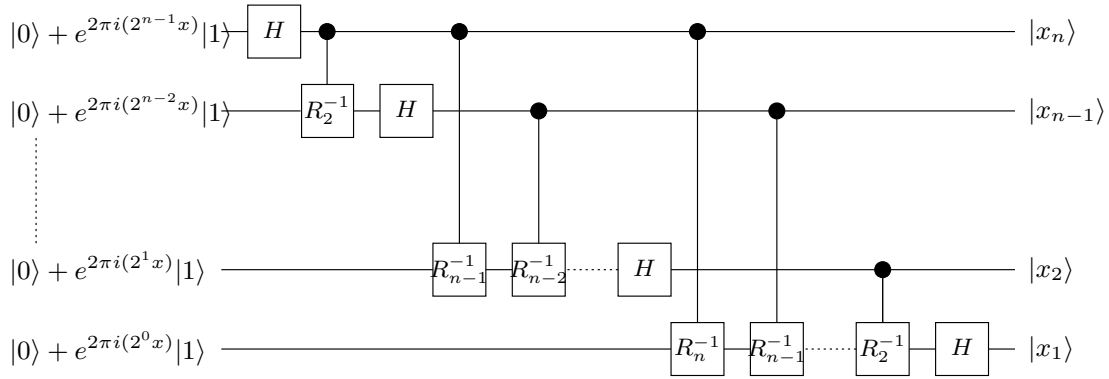 |0⟩ + e^{2πi(2^{n−1}x)}|1⟩ H |x_n⟩
|0⟩ + e^{2πi(2^{n−2}x)}|1⟩ R_2^{−1} H |x_{n−1}⟩
|0⟩ + e^{2πi(2^1x)}|1⟩ R_{n−1}^{−1} R_{n−2}^{−1} H |x_2⟩
|0⟩ + e^{2πi(2^0x)}|1⟩ R_n^{−1} R_{n−1}^{−1} R_2^{−1} H |x_1⟩